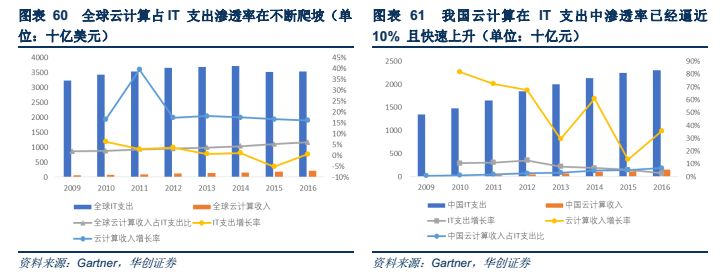 图表 60 全球云计算占 IT 支出渗透率在不断爬坡（单
位：十亿美元）
4000
3500
3000
2500
2000
1500
1000
500
0
45%
40%
35%
30%
25%
20%
15%
10%
5%
0%
-5%
-10%
2009 2010 2011 2012 2013 2014 2015 2016
全球IT支出
全球云计算收入
全球云计算收入占IT支出比
IT支出增长率
云计算收入增长率
资料来源：Gartner，华创证券
图表 61 我国云计算在 IT 支出中渗透率已经逼近
10% 且快速上升（单位：十亿元）
2500
2000
1500
1000
500
0
90%
80%
70%
60%
50%
40%
30%
20%
10%
0%
2009 2010 2011 2012 2013 2014 2015 2016
中国IT支出
中国云计算收入
IT支出增长率
云计算收入增长率
中国云计算收入占IT支出比
资料来源：Gartner，华创证券